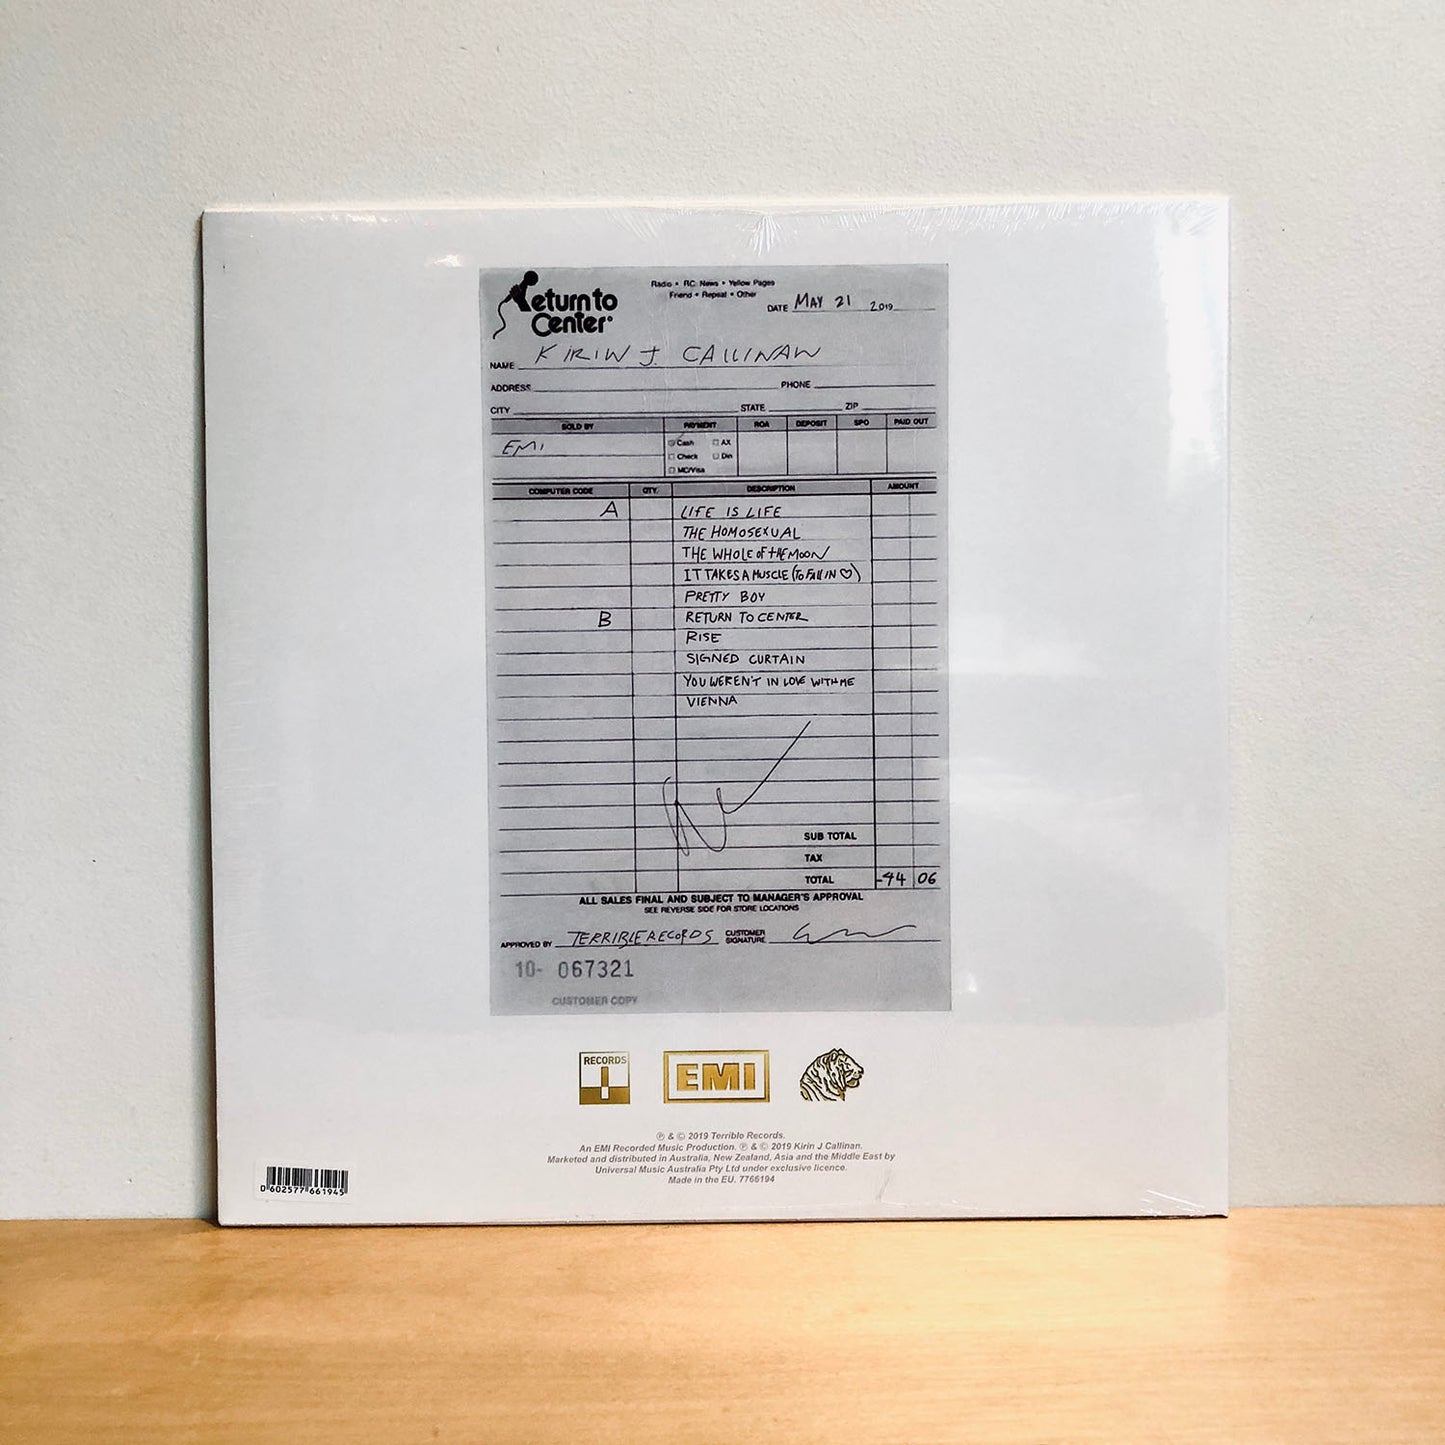 Return to
Center
Radio • RC News • Yellow Pages
Friend • Repeat • Other
DATE MAY 21 2019
NAME KIRIN J. CALLINAN
ADDRESS PHONE
CITY STATE ZIP
SOLD BY PAYMENT ROA DEPOSIT SPO PAID OUT
EMI Cash AX
Check Din
MC/Visa
COMPUTER CODE QTY. DESCRIPTION AMOUNT
A LIFE IS LIFE
THE HOMOSEXUAL
THE WHOLE OF THE MOON
IT TAKES A MUSCLE (TO FALL IN ♡)
PRETTY BOY
B RETURN TO CENTER
RISE
SIGNED CURTAIN
YOU WEREN'T IN LOVE WITH ME
VIENNA
SUB TOTAL
TAX
TOTAL -44 06
ALL SALES FINAL AND SUBJECT TO MANAGER'S APPROVAL
SEE REVERSE SIDE FOR STORE LOCATIONS
APPROVED BY TERRIBLE RECORDS CUSTOMER
SIGNATURE
10- 067321
CUSTOMER COPY
RECORDS
EMI
℗ & © 2019 Terrible Records.
An EMI Recorded Music Production. ℗ & © 2019 Kirin J Callinan.
Marketed and distributed in Australia, New Zealand, Asia and the Middle East by
Universal Music Australia Pty Ltd under exclusive licence.
Made in the EU. 7766194
0 602577 661945